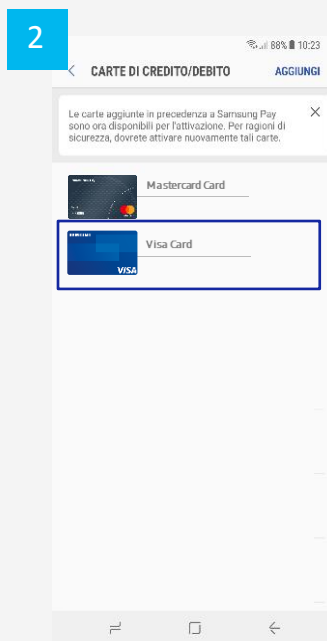 2
88% 10:23
CARTE DI CREDITO/DEBITO AGGIUNGI
Le carte aggiunte in precedenza a Samsung Pay
sono ora disponibili per l'attivazione. Per ragioni di
sicurezza, dovrete attivare nuovamente tali carte.
Mastercard Card
Visa Card
VISA